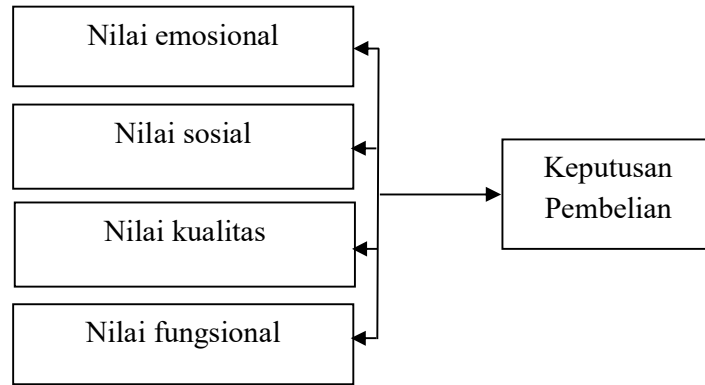 Nilai emosional
Nilai sosial
Nilai kualitas
Nilai fungsional
Keputusan
Pembelian